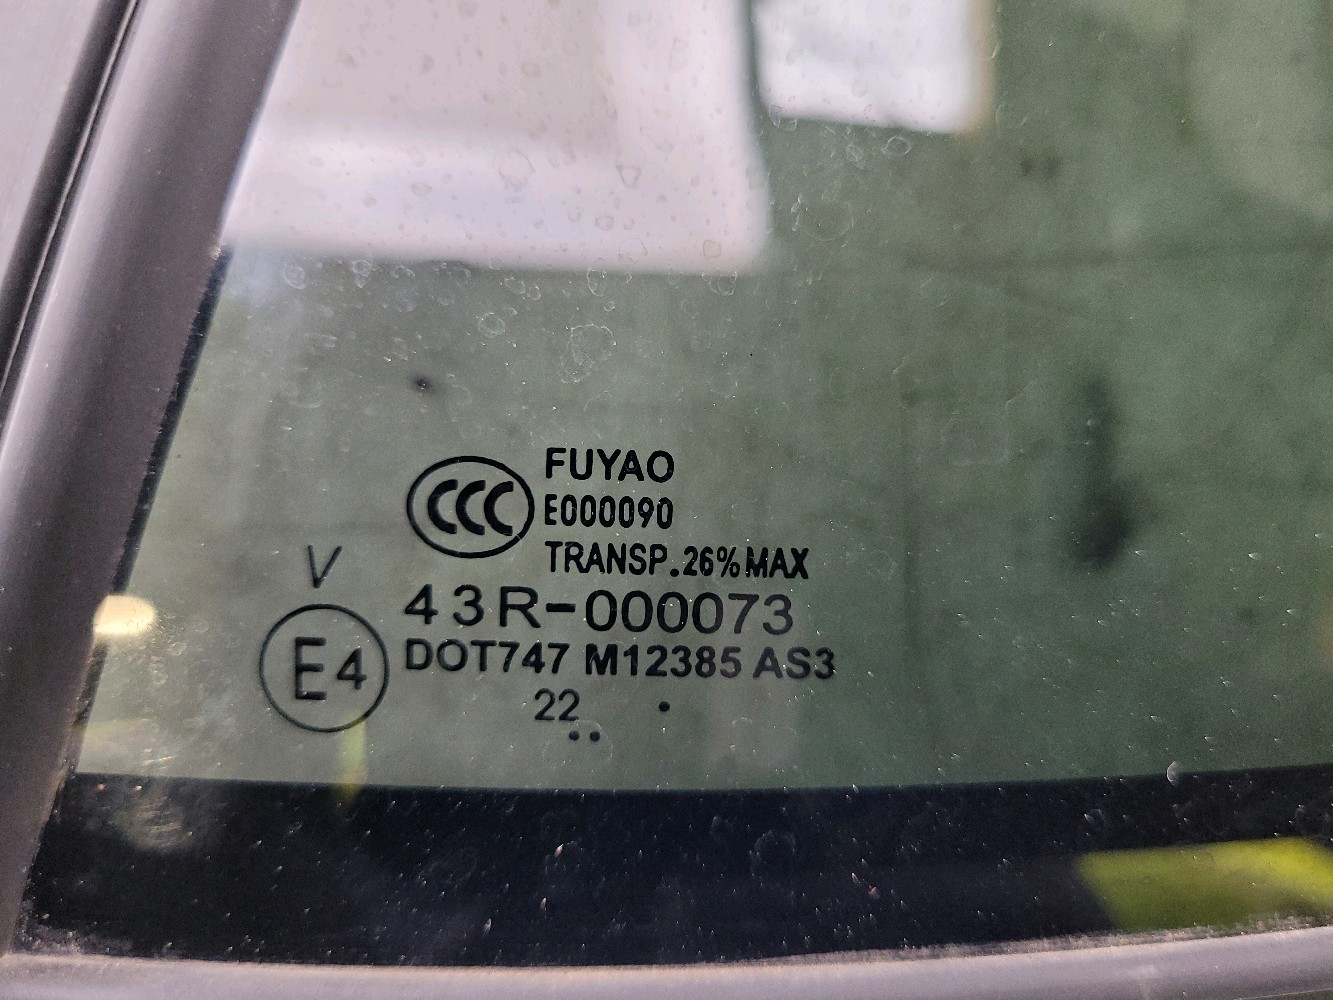 CCC
FUYAO
E000090
TRANSP.26% MAX
V
43R-000073
E4
DOT747 M12385 AS3
22 .
..